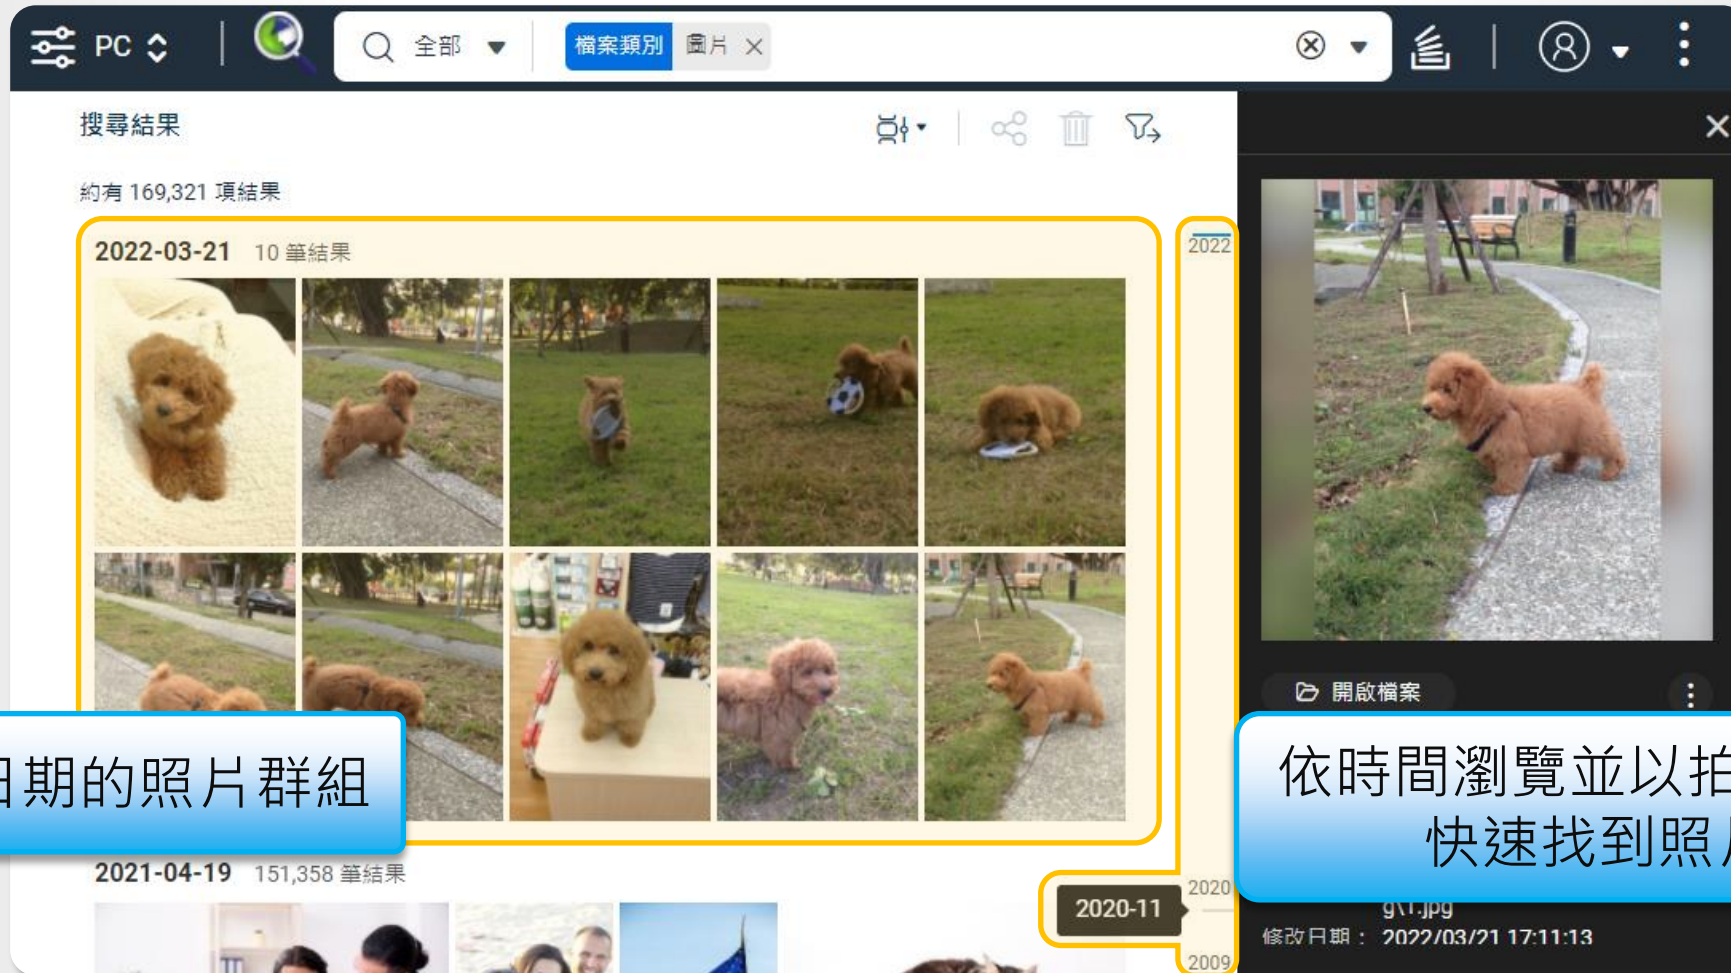 PC
全部
檔案類別 圖片
搜尋結果
約有 169,321 項結果
2022-03-21 10 筆結果
2022
開啟檔案
日期的照片群組
依時間瀏覽並以拍
快速找到照片
2021-04-19 151,358 筆結果
2020
2020-11
g\1.jpg
修改日期： 2022/03/21 17:11:13
2009